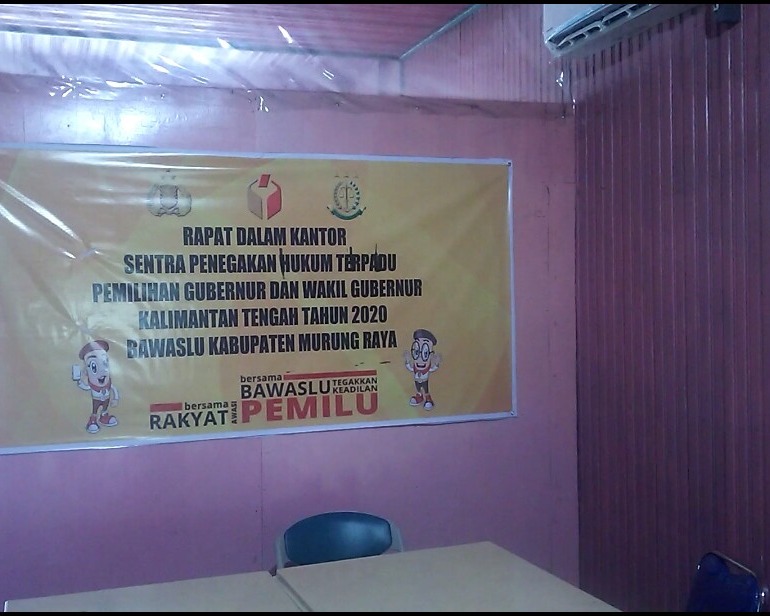 RAPAT DALAM KANTOR
SENTRA PENEGAKAN HUKUM TERPADU
PEMILIHAN GUBERNUR DAN WAKIL GUBERNUR
KALIMANTAN TENGAH TAHUN 2020
BAWASLU KABUPATEN MURUNG RAYA
bersama
RAKYAT
AWASI
bersama
BAWASLU
TEGAKKAN
KEADILAN
PEMILU